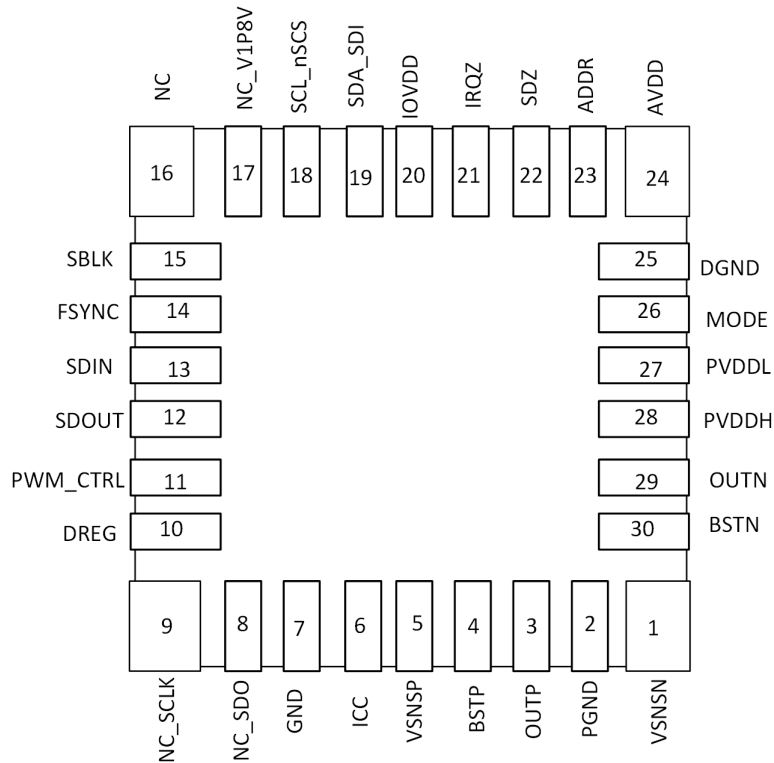 NC
NC_V1P8V
SCL_nSCS
SDA_SDI
IOVDD
IRQZ
SDZ
ADDR
AVDD
16
17
18
19
20
21
22
23
24
SBLK 15
25 DGND
FSYNC 14
26 MODE
SDIN 13
27 PVDDL
SDOUT 12
28 PVDDH
PWM_CTRL 11
29 OUTN
DREG 10
30 BSTN
9
8
7
6
5
4
3
2
1
NC_SCLK
NC_SDO
GND
ICC
VSNSP
BSTP
OUTP
PGND
VSNSN